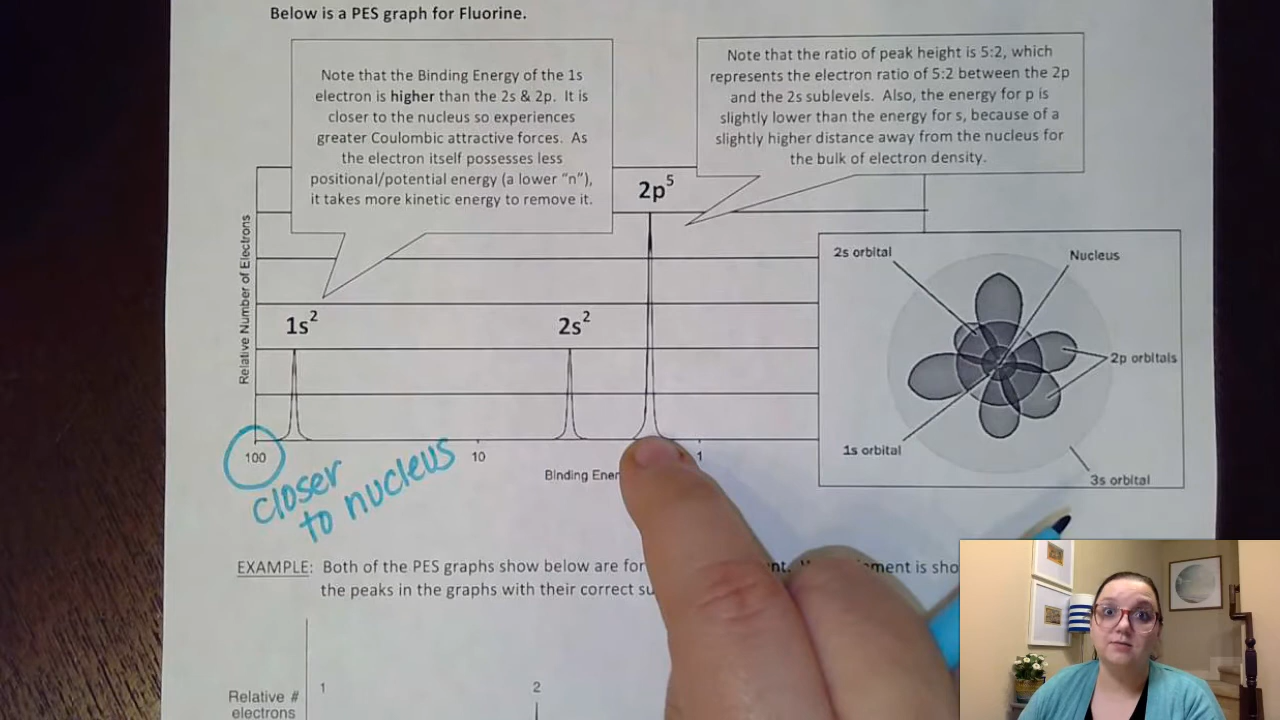 Below is a PES graph for Fluorine.
Note that the Binding Energy of the 1s
electron is higher than the 2s & 2p. It is
closer to the nucleus so experiences
greater Coulombic attractive forces. As
the electron itself possesses less
positional/potential energy (a lower “n”),
it takes more kinetic energy to remove it.
Note that the ratio of peak height is 5:2, which
represents the electron ratio of 5:2 between the 2p
and the 2s sublevels. Also, the energy for p is
slightly lower than the energy for s, because of a
slightly higher distance away from the nucleus for
the bulk of electron density.
Relative Number of Electrons
1s²
2s²
2p⁵
100
10
1
Binding
closer
to nucleus
2s orbital
Nucleus
2p orbitals
1s orbital
3s orbital
EXAMPLE: Both of the PES graphs show below are for is
the peaks in the graphs with their correct
Relative #
electrons
1
2